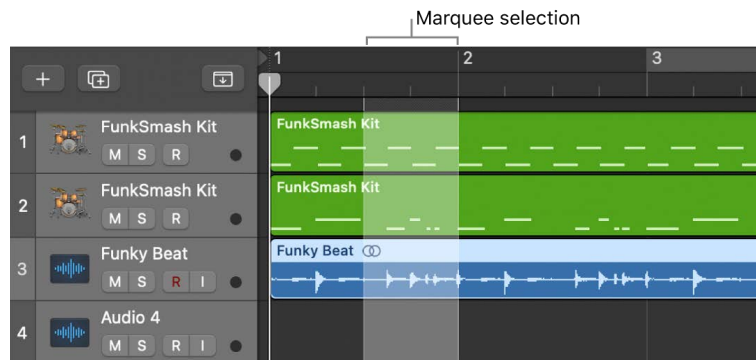 Marquee selection
1 2 3
FunkSmash Kit
1
M S R
FunkSmash Kit
FunkSmash Kit
2
M S R
FunkSmash Kit
Funky Beat
3
M S R I
Funky Beat
Audio 4
4
M S R I